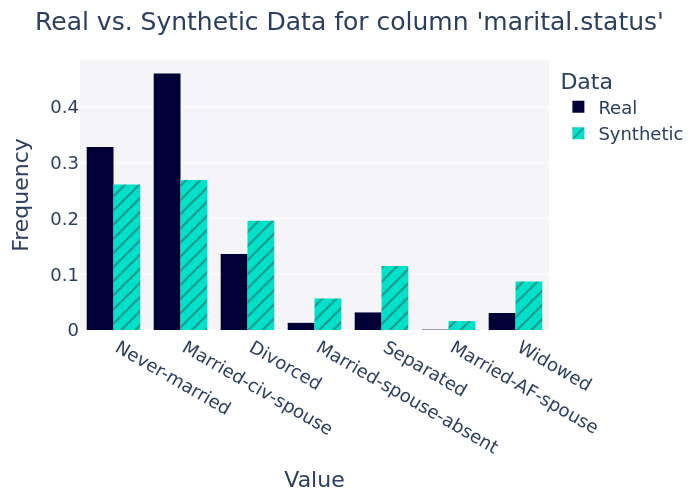 Real vs. Synthetic Data for column 'marital.status'
Data
Real
Synthetic
Frequency
0.4
0.3
0.2
0.1
0
Never-married
Married-civ-spouse
Divorced
Married-spouse-absent
Separated
Married-AF-spouse
Widowed
Value